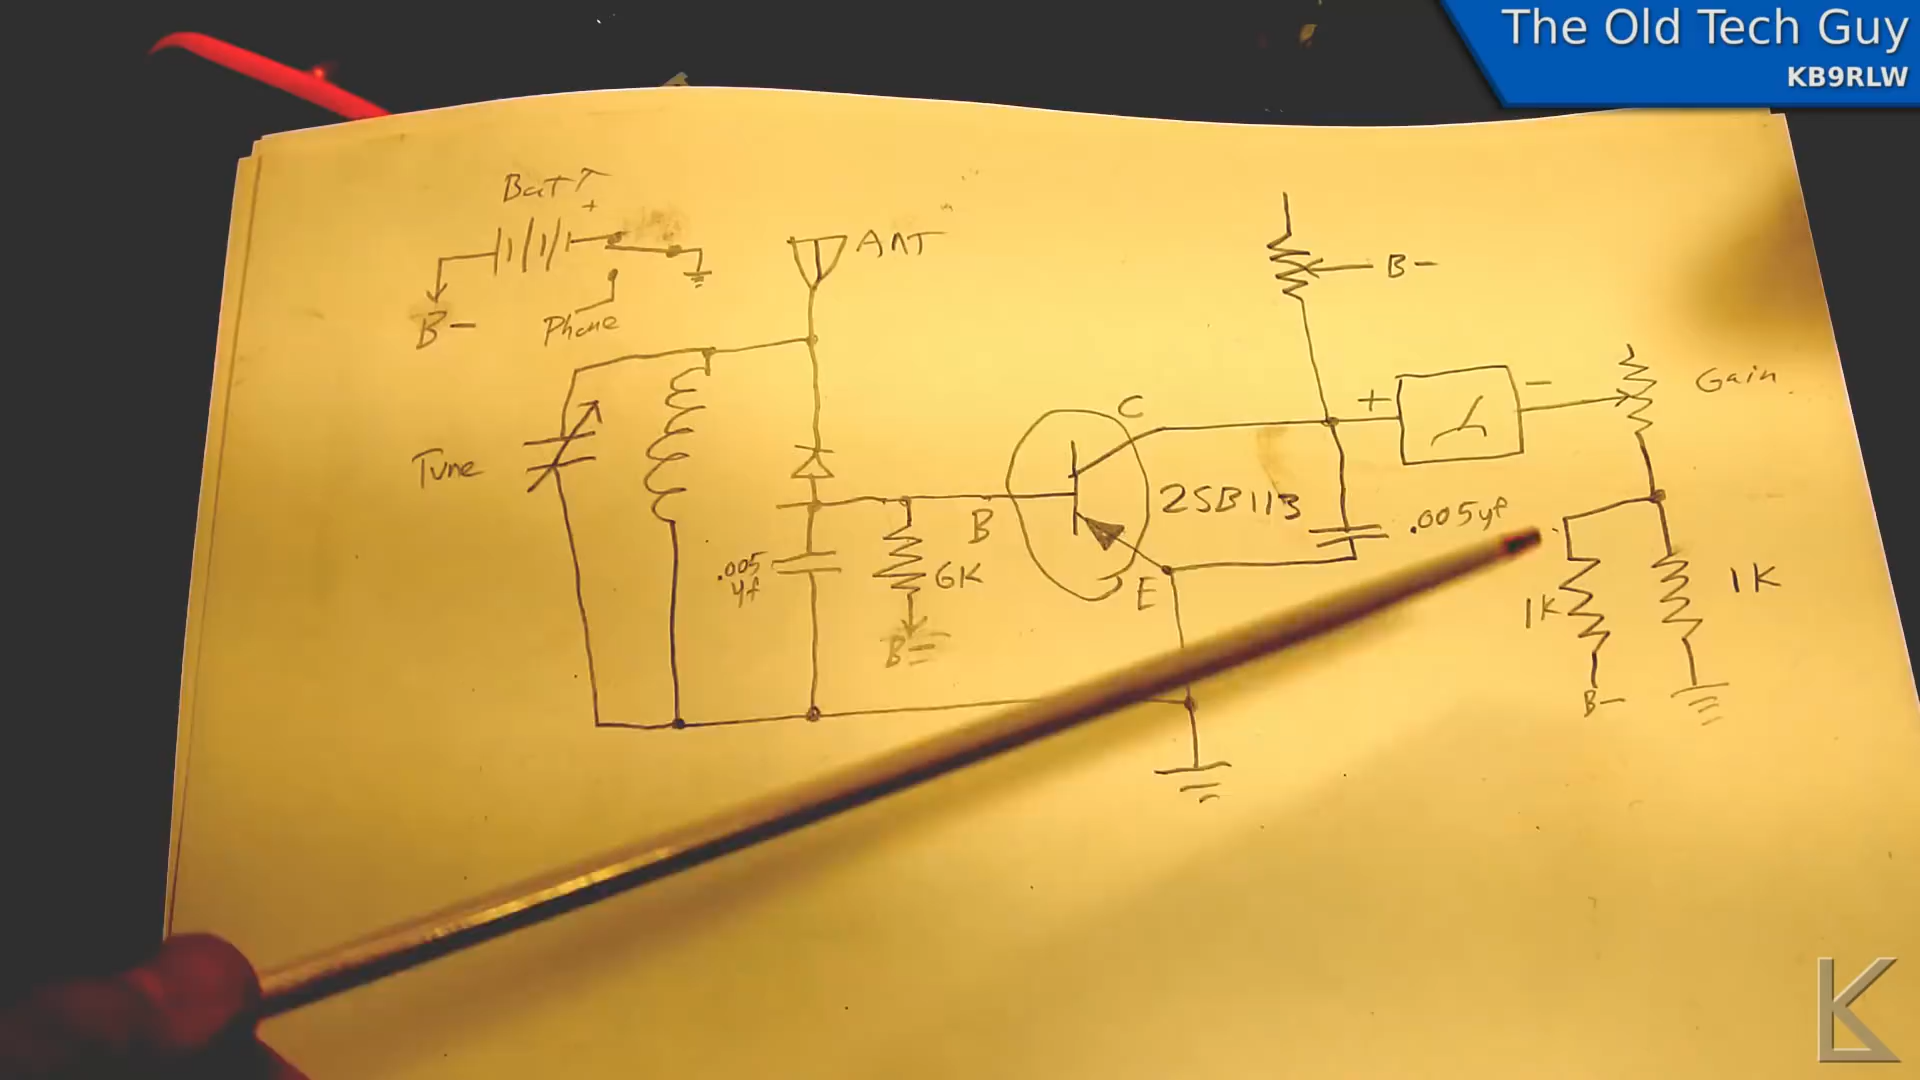 The Old Tech Guy
KB9RLW
Batt
+
B-
Phone
ANT
B-
Tune
C
+
-
Gain
2SB113
.005yf
B
.005
yf
6K
E
B-
1K
1K
B-
K